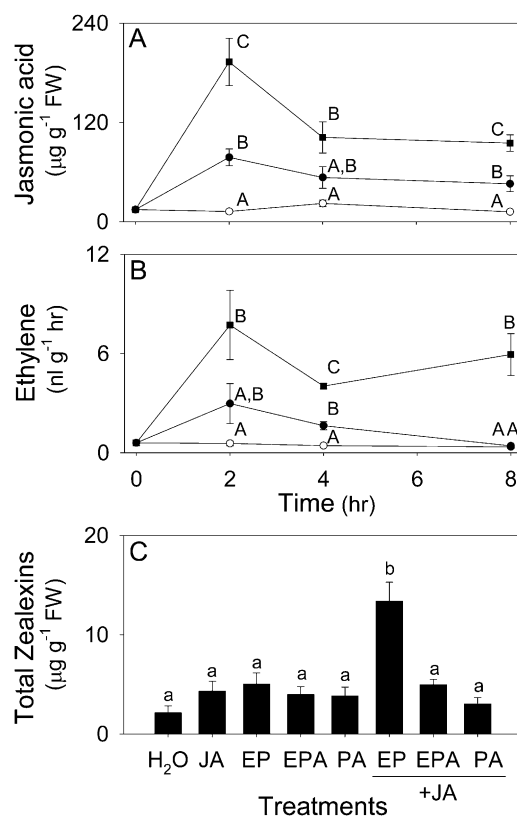 240
A
C
120
B
B
A,B
C
B
0
A
A
A
Jasmonic acid
(µg g⁻¹ FW)
12
B
B
B
6
C
A,B
B
A
A
A A
0
Ethylene
(nl g⁻¹ hr)
0 2 4 6 8
Time (hr)
20
C
b
10
a a a a a a a
0
Total Zealexins
(µg g⁻¹ FW)
H₂O JA EP EPA PA EP EPA PA
+JA
Treatments